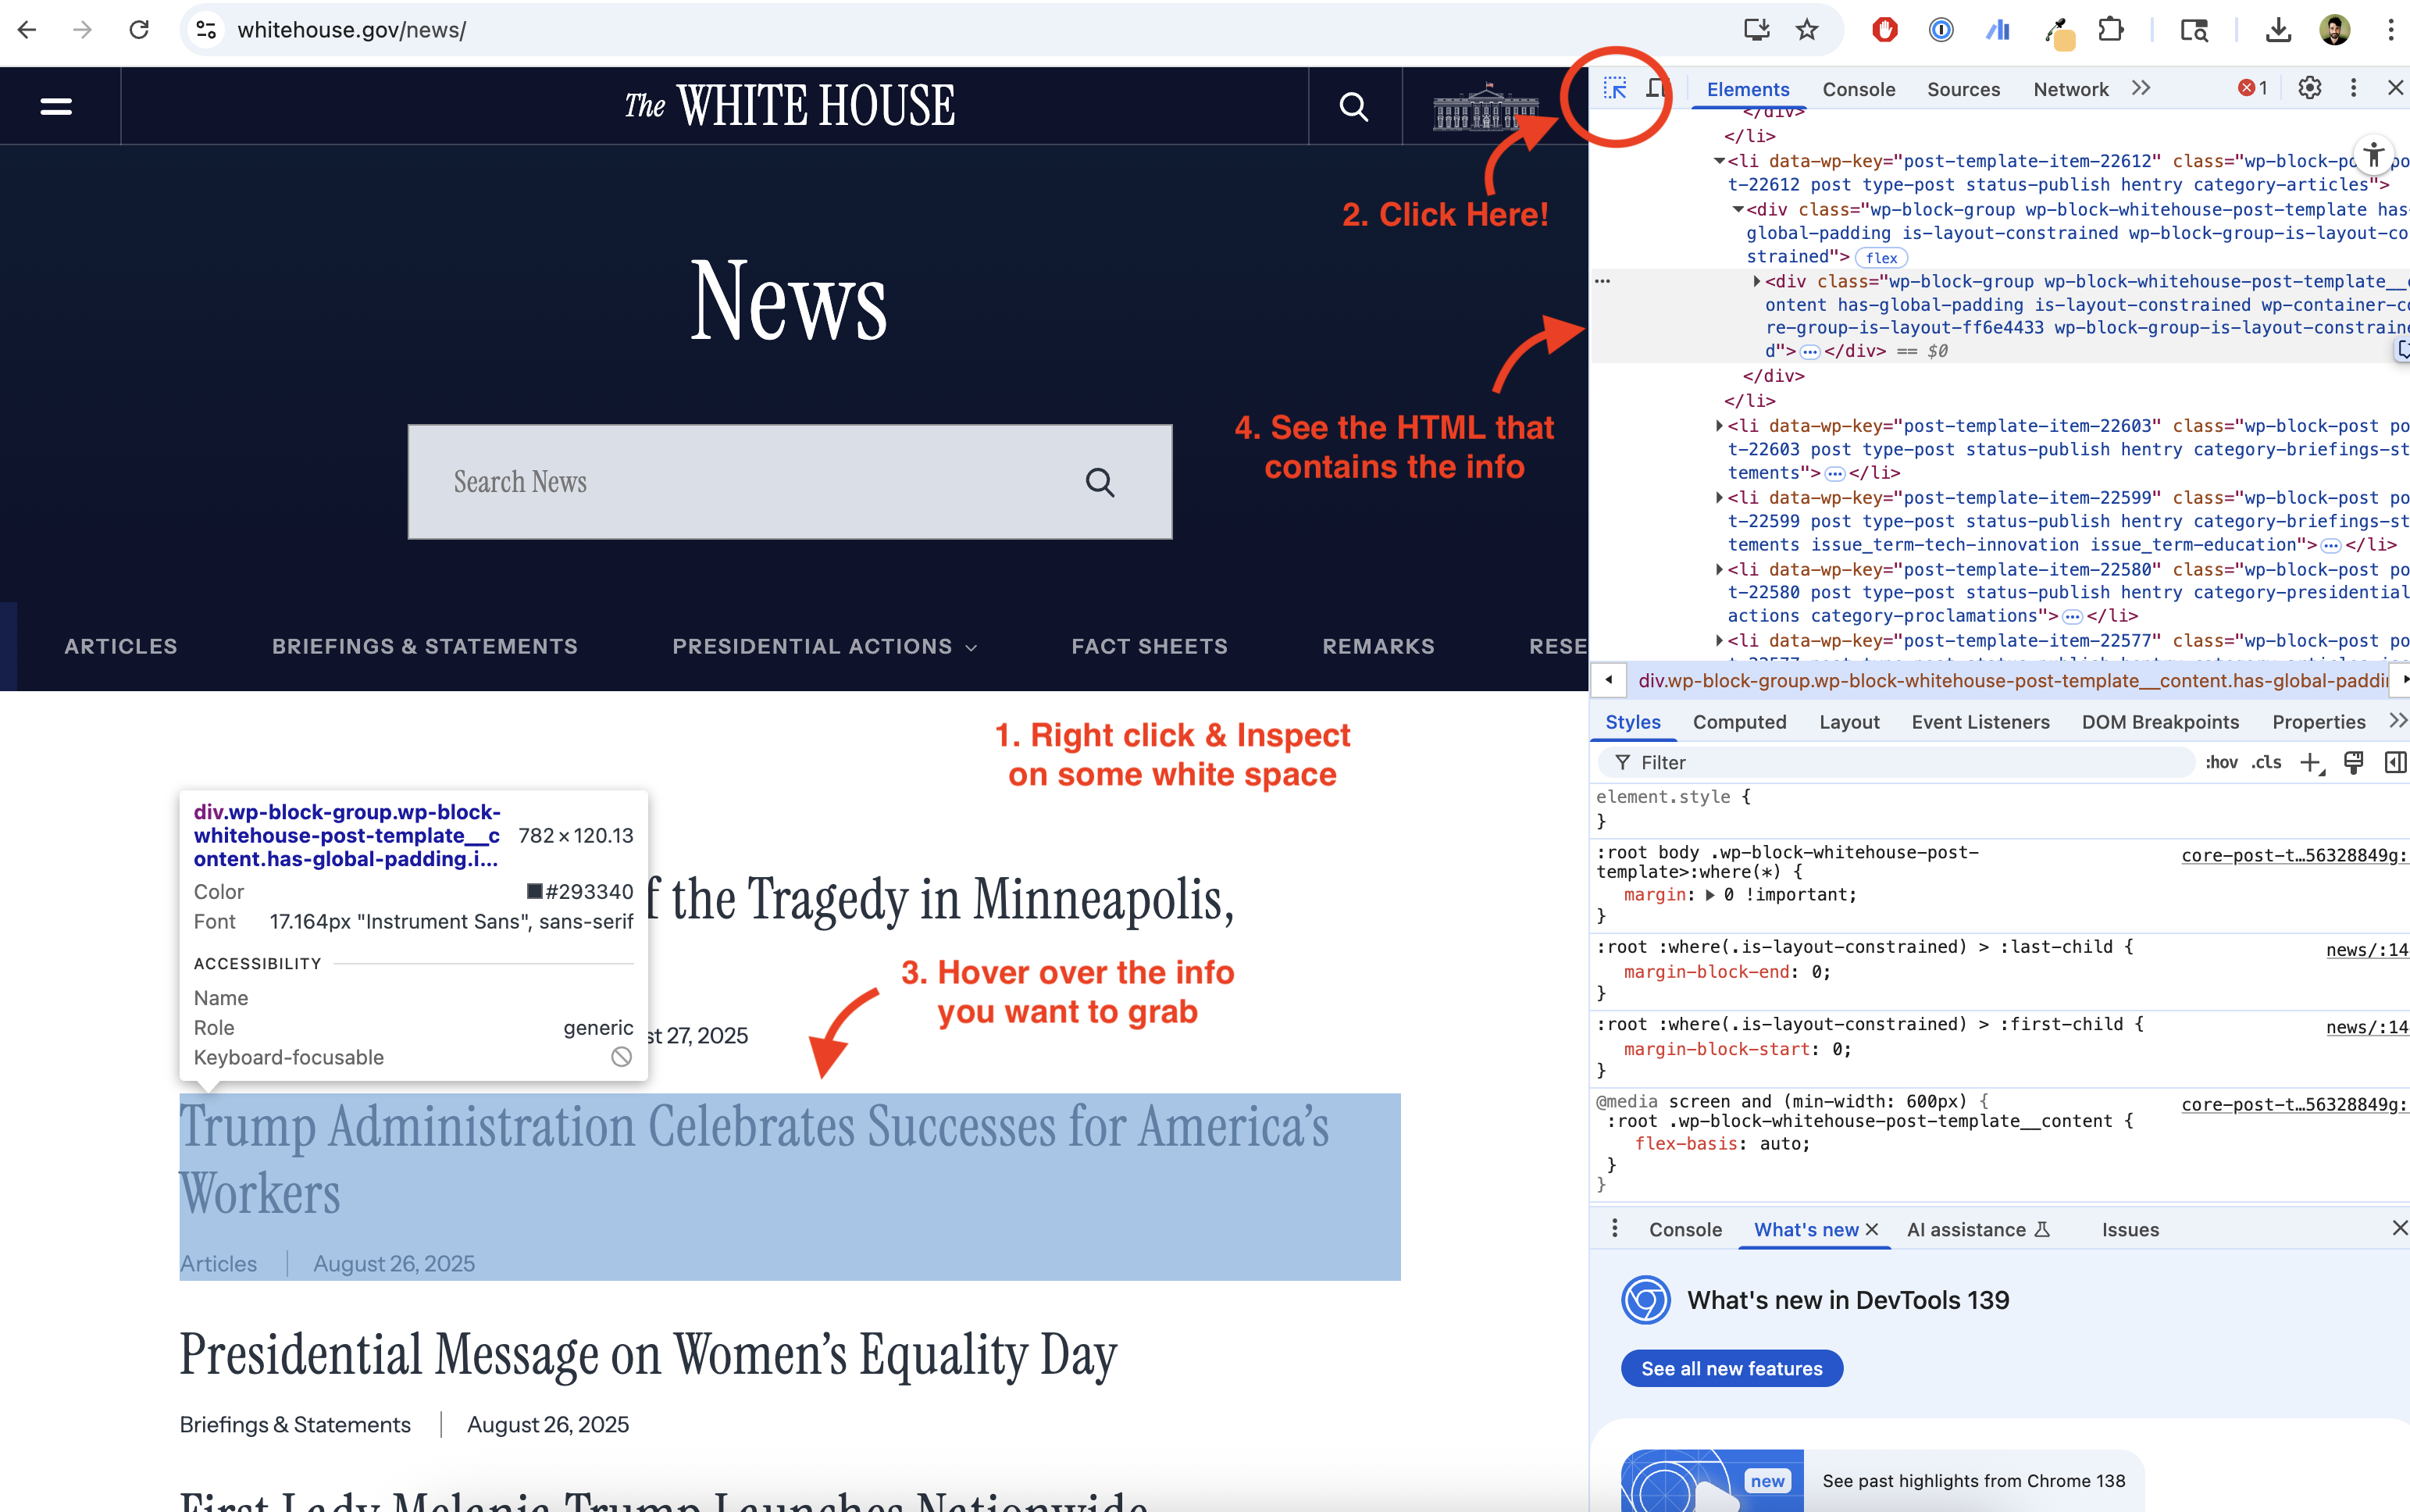 whitehouse.gov/news/
The WHITE HOUSE
2. Click Here!
News
4. See the HTML that
contains the info
Search News
ARTICLES
BRIEFINGS & STATEMENTS
PRESIDENTIAL ACTIONS
FACT SHEETS
REMARKS
RESE
1. Right click & Inspect
on some white space
div.wp-block-group.wp-block-
whitehouse-post-template__c
ontent.has-global-padding.i...
782 × 120.13
Color
#293340
Font
17.164px "Instrument Sans", sans-serif
ACCESSIBILITY
Name
Role
generic
Keyboard-focusable
f the Tragedy in Minneapolis,
3. Hover over the info
you want to grab
st 27, 2025
Trump Administration Celebrates Successes for America’s
Workers
Articles
August 26, 2025
Presidential Message on Women’s Equality Day
Briefings & Statements
August 26, 2025
First Lady Melania Trump Launches Nationwide
Elements
Console
Sources
Network
1
</div>
</li>
<li data-wp-key="post-template-item-22612" class="wp-block-po po
t-22612 post type-post status-publish hentry category-articles">
<div class="wp-block-group wp-block-whitehouse-post-template has-
global-padding is-layout-constrained wp-block-group-is-layout-co
strained"> flex
<div class="wp-block-group wp-block-whitehouse-post-template__c
ontent has-global-padding is-layout-constrained wp-container-co
re-group-is-layout-ff6e4433 wp-block-group-is-layout-constraine
d">…</div> == $0
</div>
</li>
<li data-wp-key="post-template-item-22603" class="wp-block-post po
t-22603 post type-post status-publish hentry category-briefings-st
tements">…</li>
<li data-wp-key="post-template-item-22599" class="wp-block-post po
t-22599 post type-post status-publish hentry category-briefings-st
tements issue_term-tech-innovation issue_term-education">…</li>
<li data-wp-key="post-template-item-22580" class="wp-block-post po
t-22580 post type-post status-publish hentry category-presidential
actions category-proclamations">…</li>
<li data-wp-key="post-template-item-22577" class="wp-block-post po
div.wp-block-group.wp-block-whitehouse-post-template__content.has-global-paddi
Styles
Computed
Layout
Event Listeners
DOM Breakpoints
Properties
Filter
:hov
.cls
element.style {
}
:root body .wp-block-whitehouse-post-
template>:where(*) {
core-post-t…56328849g:
margin: 0 !important;
}
:root :where(.is-layout-constrained) > :last-child {
news/:14
margin-block-end: 0;
}
:root :where(.is-layout-constrained) > :first-child {
news/:14
margin-block-start: 0;
}
@media screen and (min-width: 600px) {
core-post-t…56328849g:
:root .wp-block-whitehouse-post-template__content {
flex-basis: auto;
}
}
Console
What's new
AI assistance
Issues
What's new in DevTools 139
See all new features
new
See past highlights from Chrome 138